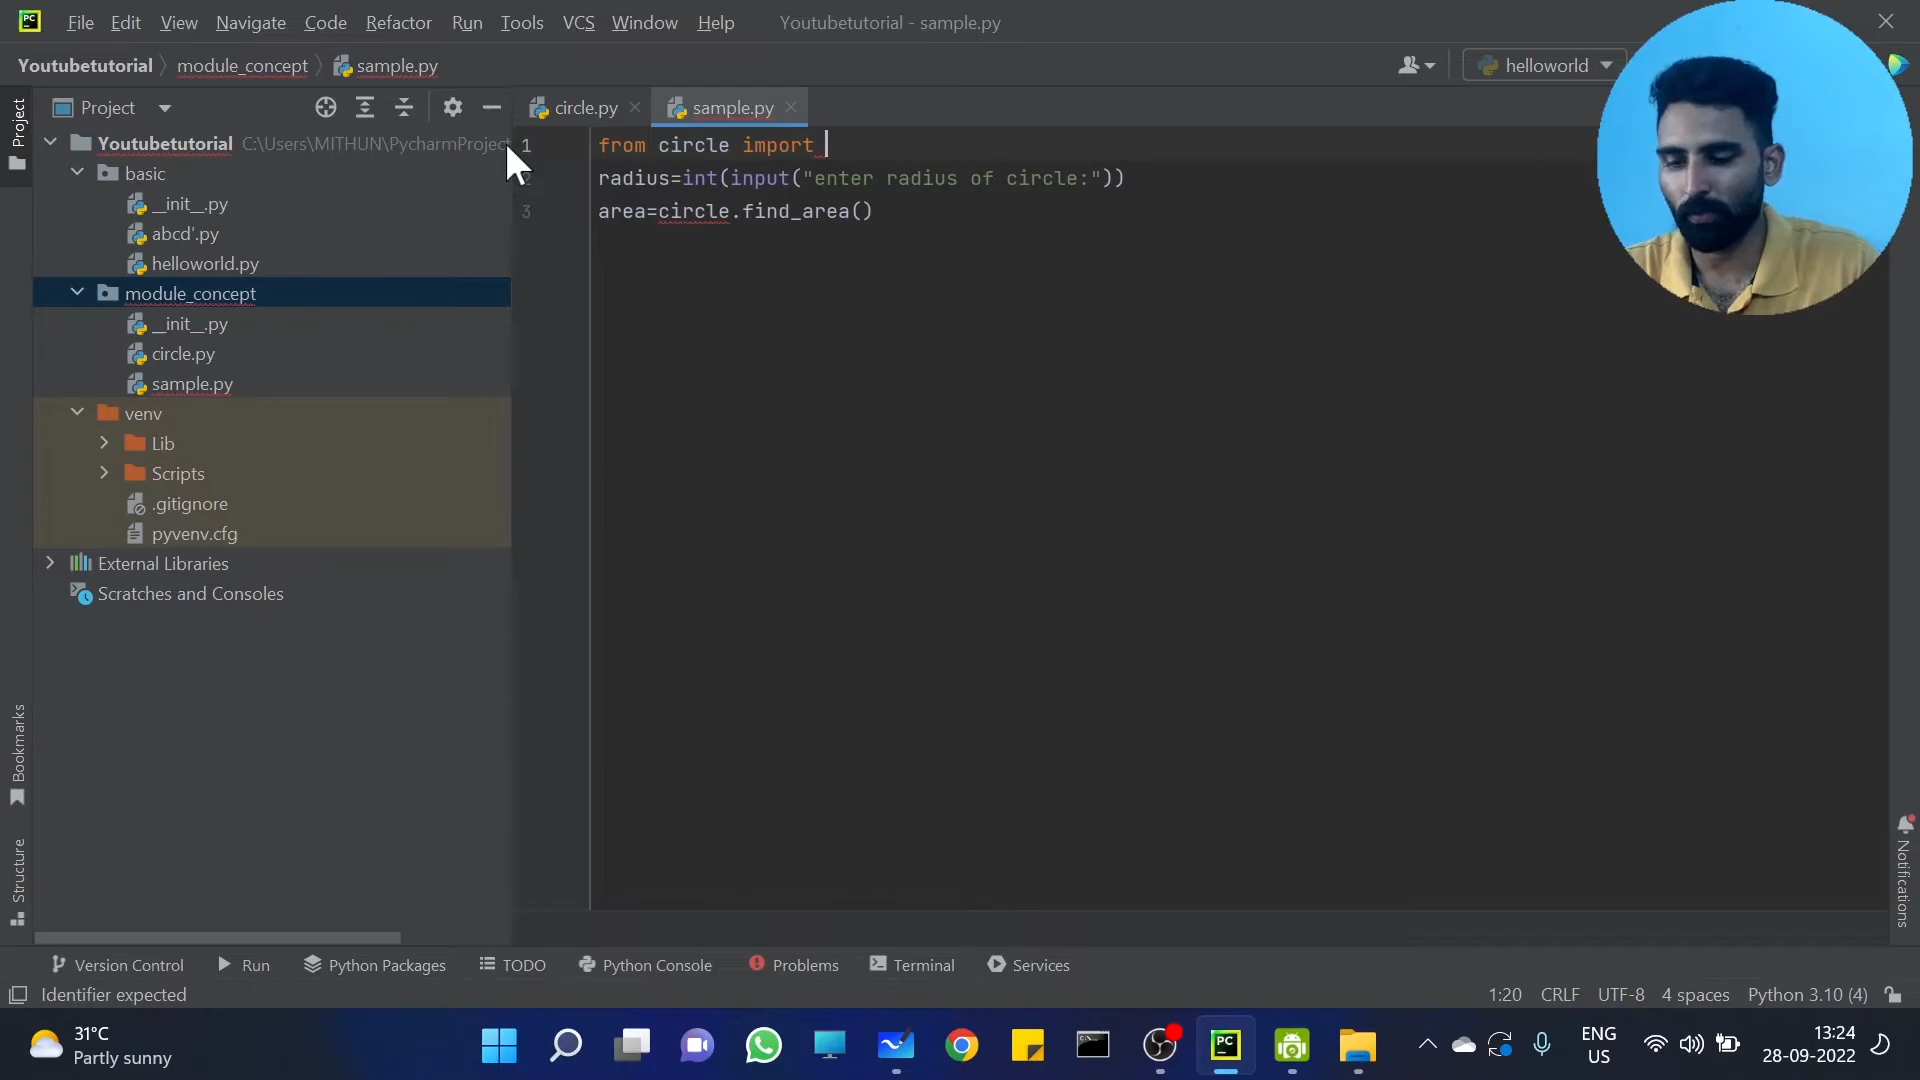 File Edit View Navigate Code Refactor Run Tools VCS Window Help Youtubetutorial - sample.py
Youtubetutorial module_concept sample.py
helloworld
Project
circle.py
sample.py
Project
Youtubetutorial C:\Users\MITHUN\PycharmProject
basic
__init__.py
abcd'.py
helloworld.py
module_concept
__init__.py
circle.py
sample.py
venv
Lib
Scripts
.gitignore
pyvenv.cfg
External Libraries
Scratches and Consoles
1 from circle import
radius=int(input("enter radius of circle:"))
3 area=circle.find_area()
Bookmarks
Structure
Notifications
Version Control Run Python Packages TODO Python Console Problems Terminal Services
Identifier expected
1:20 CRLF UTF-8 4 spaces Python 3.10 (4)
31°C
Partly sunny
PC
ENG
US
13:24
28-09-2022